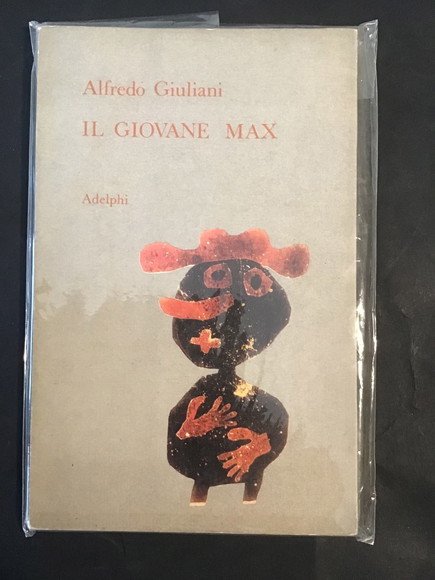 Alfredo Giuliani
IL GIOVANE MAX
Adelphi